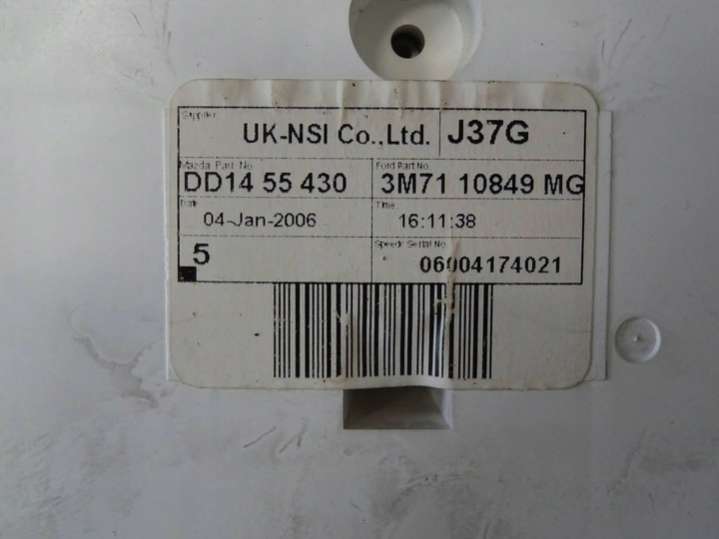 Supplier
UK-NSI Co.,Ltd. J37G
Mazda Part No Ford Part No
DD14 55 430 3M71 10849 MG
Date Time
04-Jan-2006 16:11:38
Speedo Serial No
5 06004174021